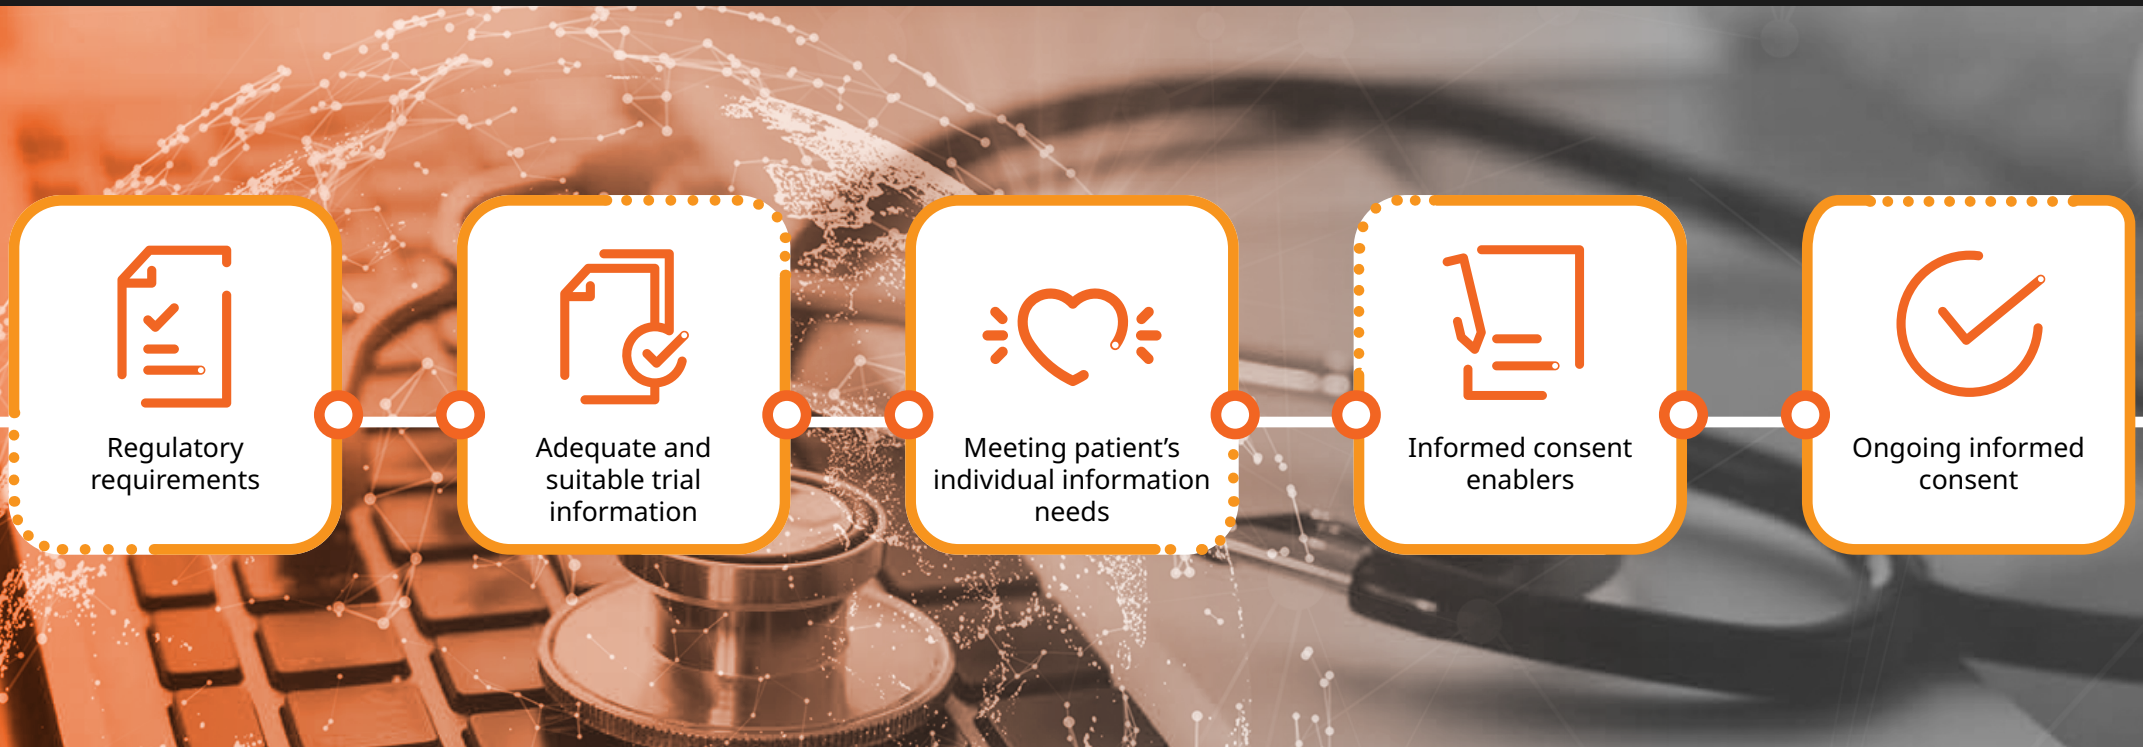 Regulatory
requirements
Adequate and
suitable trial
information
Meeting patient’s
individual information
needs
Informed consent
enablers
Ongoing informed
consent